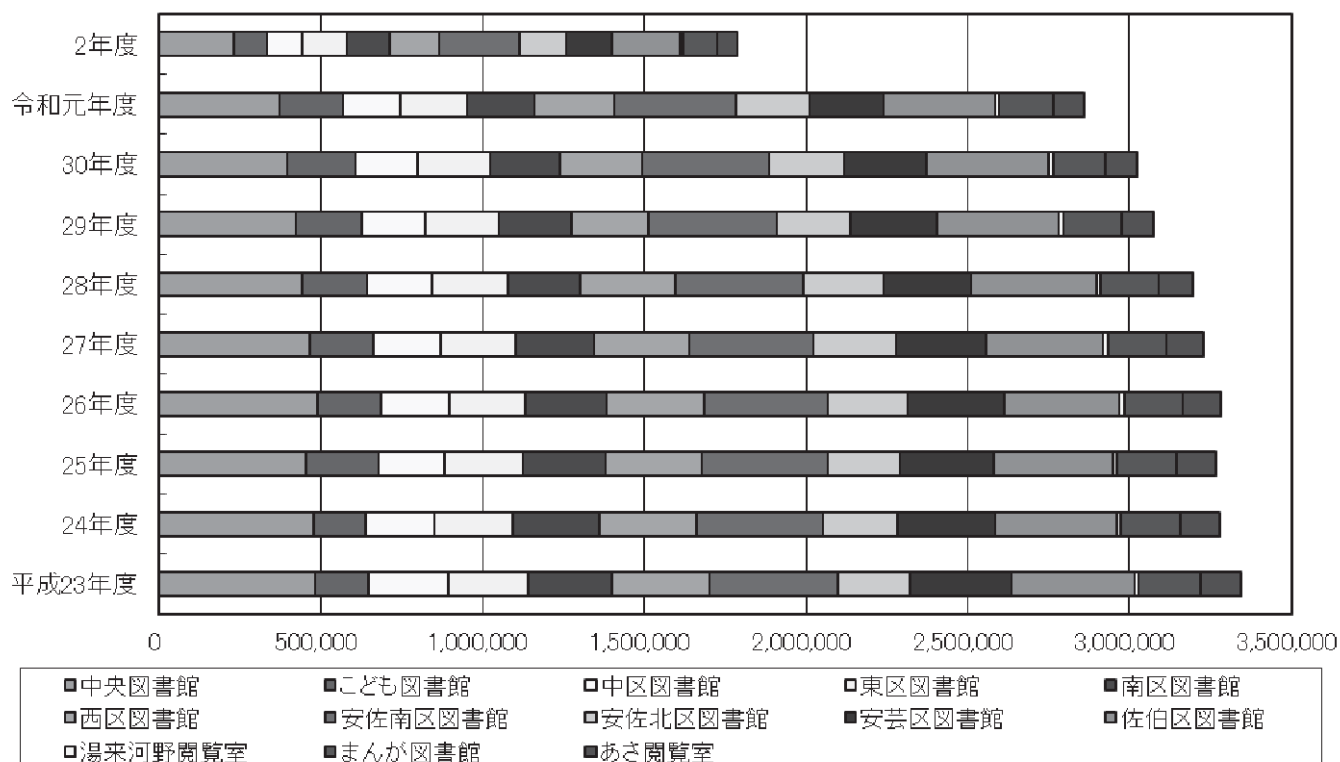 2年度
令和元年度
30年度
29年度
28年度
27年度
26年度
25年度
24年度
平成23年度
0 500,000 1,000,000 1,500,000 2,000,000 2,500,000 3,000,000 3,500,000
中央図書館 こども図書館 中区図書館 東区図書館 南区図書館
西区図書館 安佐南区図書館 安佐北区図書館 安芸区図書館 佐伯区図書館
湯来河野閲覧室 まんが図書館 あさ閲覧室